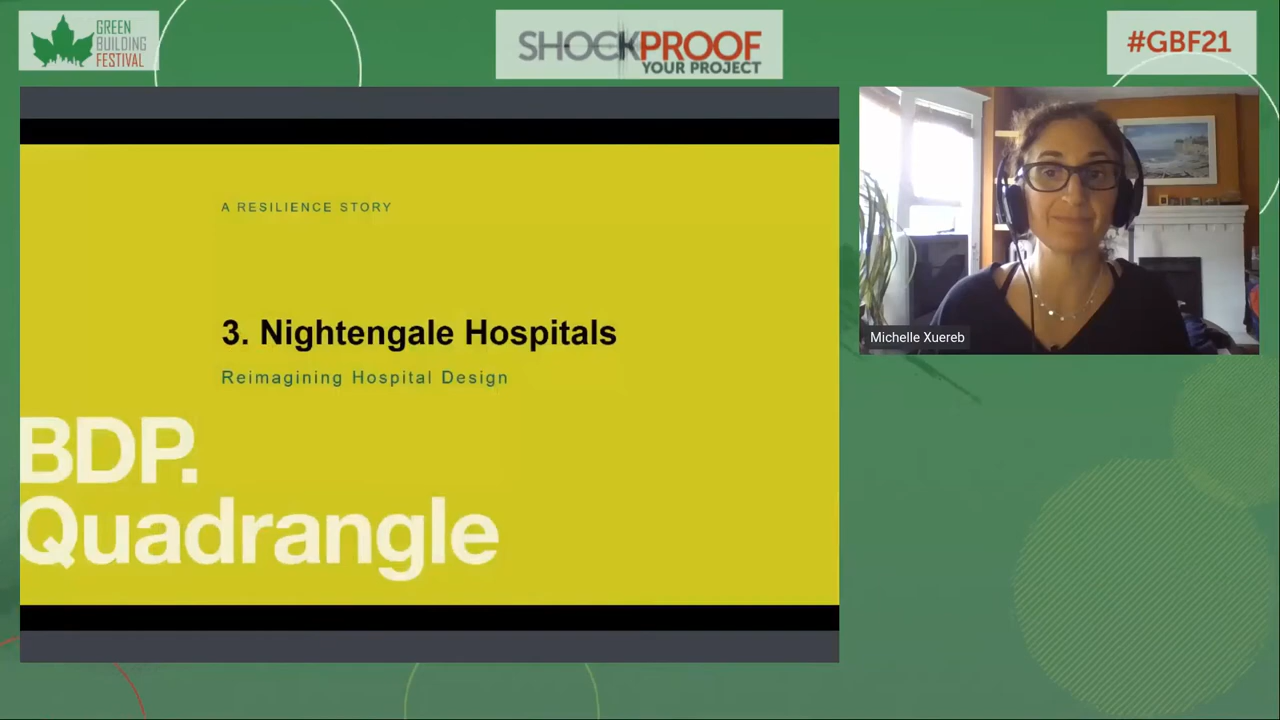 GREEN
BUILDING
FESTIVAL
SHOCKPROOF
YOUR PROJECT
#GBF21
A RESILIENCE STORY
3. Nightengale Hospitals
Reimagining Hospital Design
BDP.
Quadrangle
Michelle Xuereb